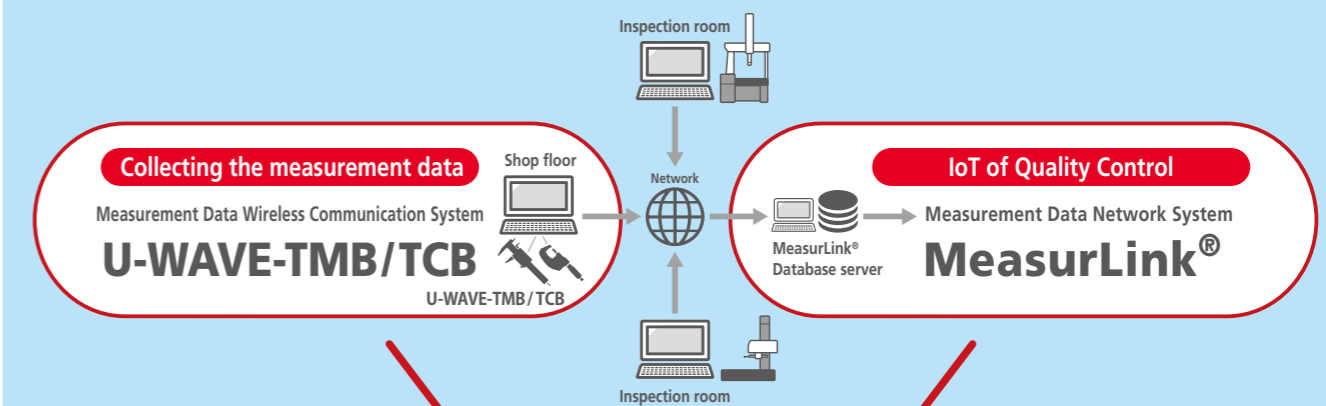 Inspection room
Collecting the measurement data
Shop floor
Measurement Data Wireless Communication System
U-WAVE-TMB/TCB
U-WAVE-TMB/TCB
Network
IoT of Quality Control
MeasurLink®
Database server
Measurement Data Network System
MeasurLink®
Inspection room